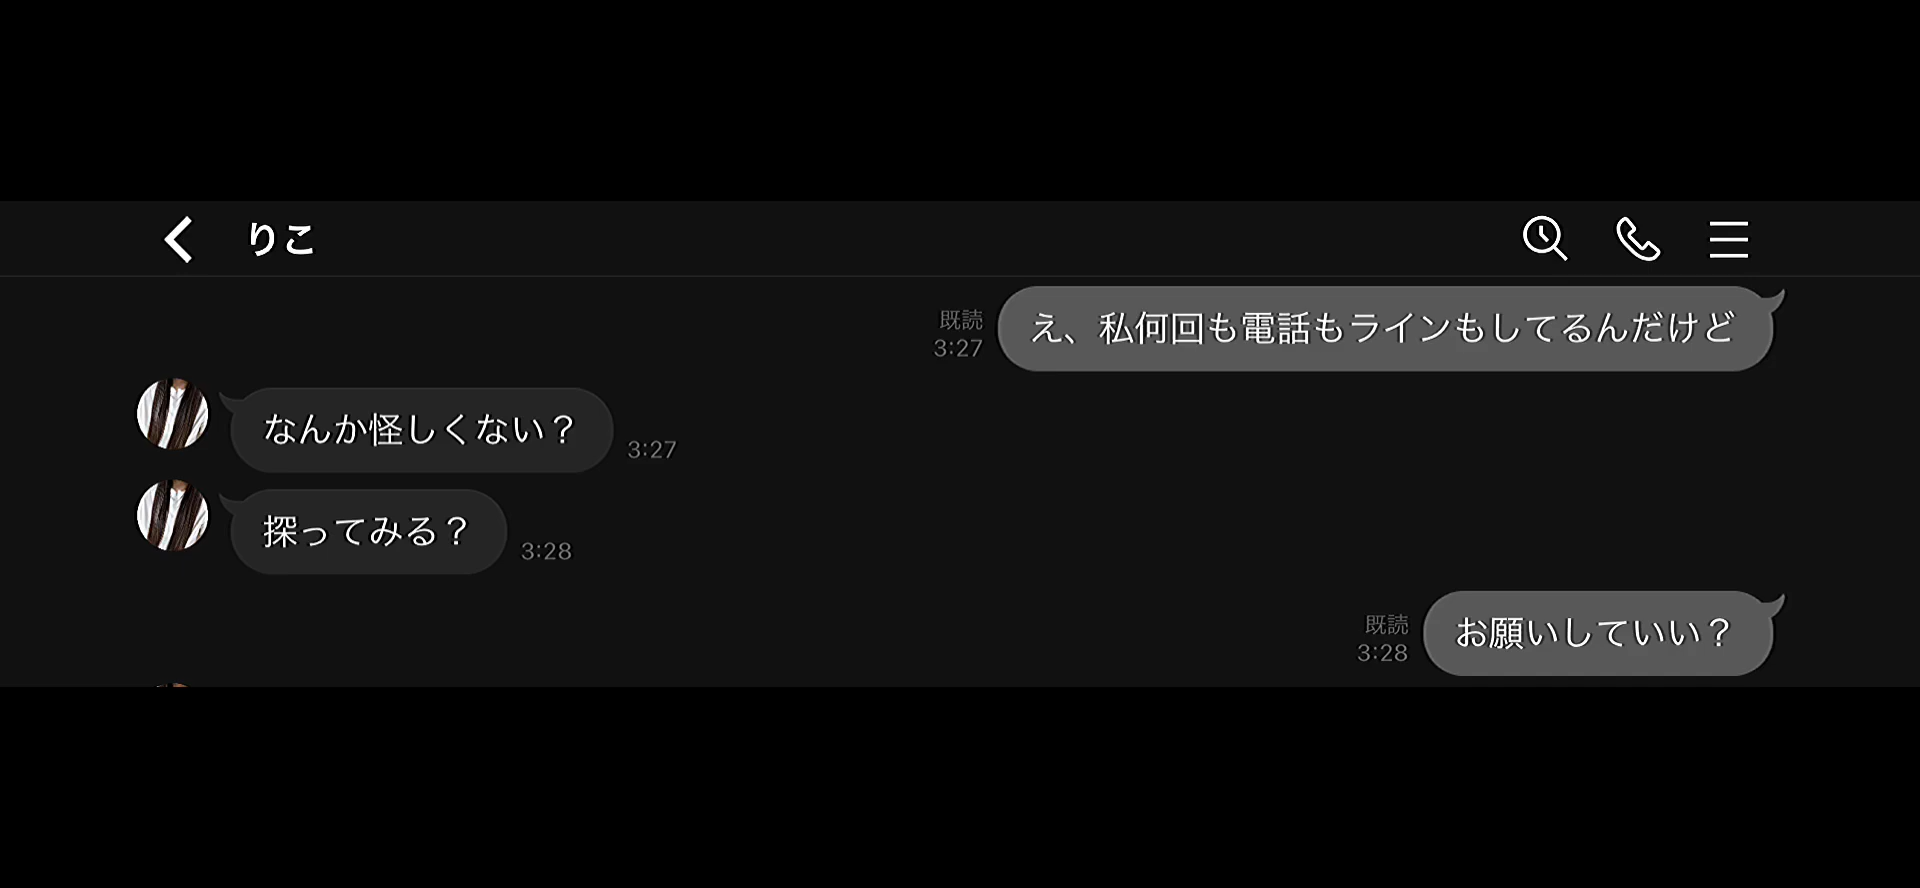 りこ
え、私何回も電話もラインもしてるんだけど
既読
3:27
なんか怪しくない？
3:27
探ってみる？
3:28
お願いしていい？
既読
3:28